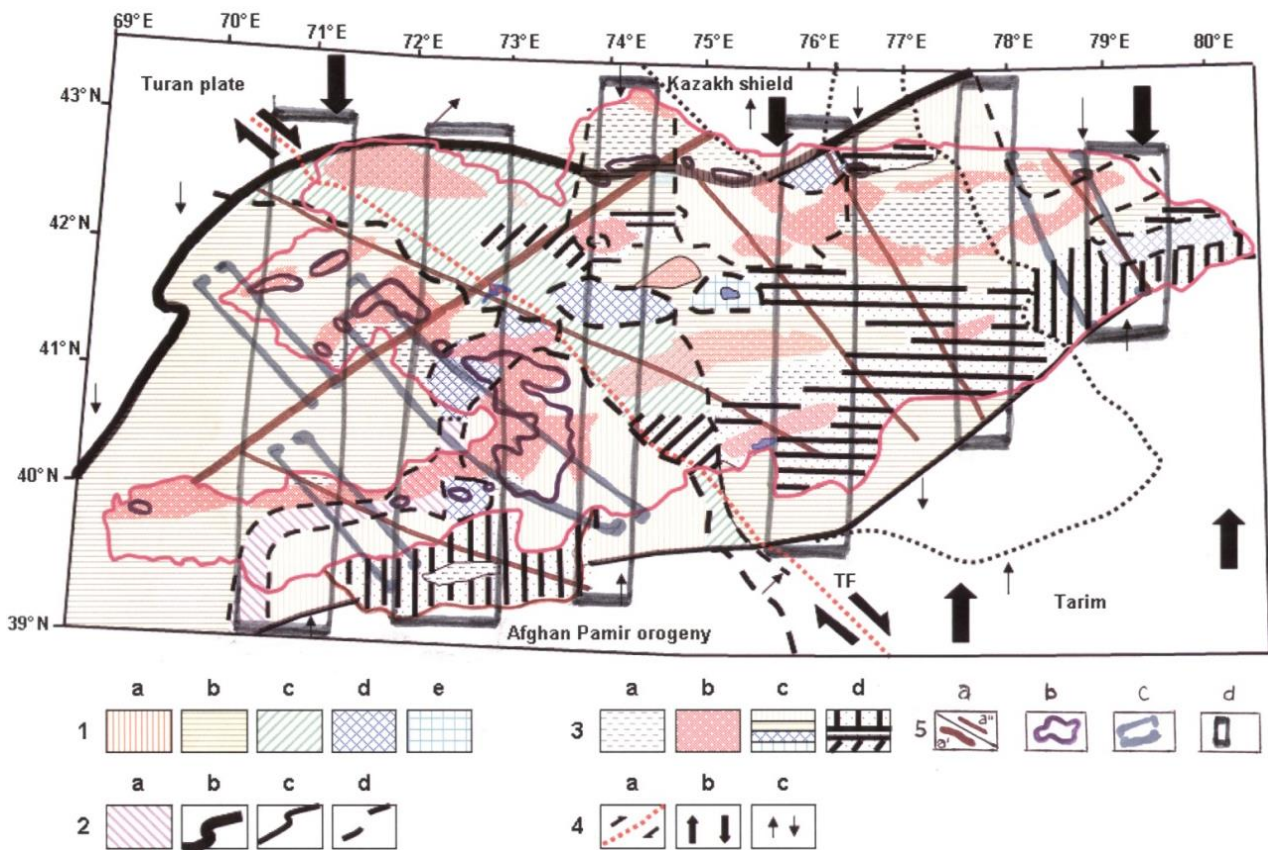 69°E 70°E 71°E 72°E 73°E 74°E 75°E 76°E 77°E 78°E 79°E 80°E
Turan plate
Kazakh shield
43°N
42°N
41°N
40°N
39°N
TF
Tarim
Afghan Pamir orogeny
a b c d e
1
a b c d
2
a b c d
3
a b c
4
a b c d
5
a' a"